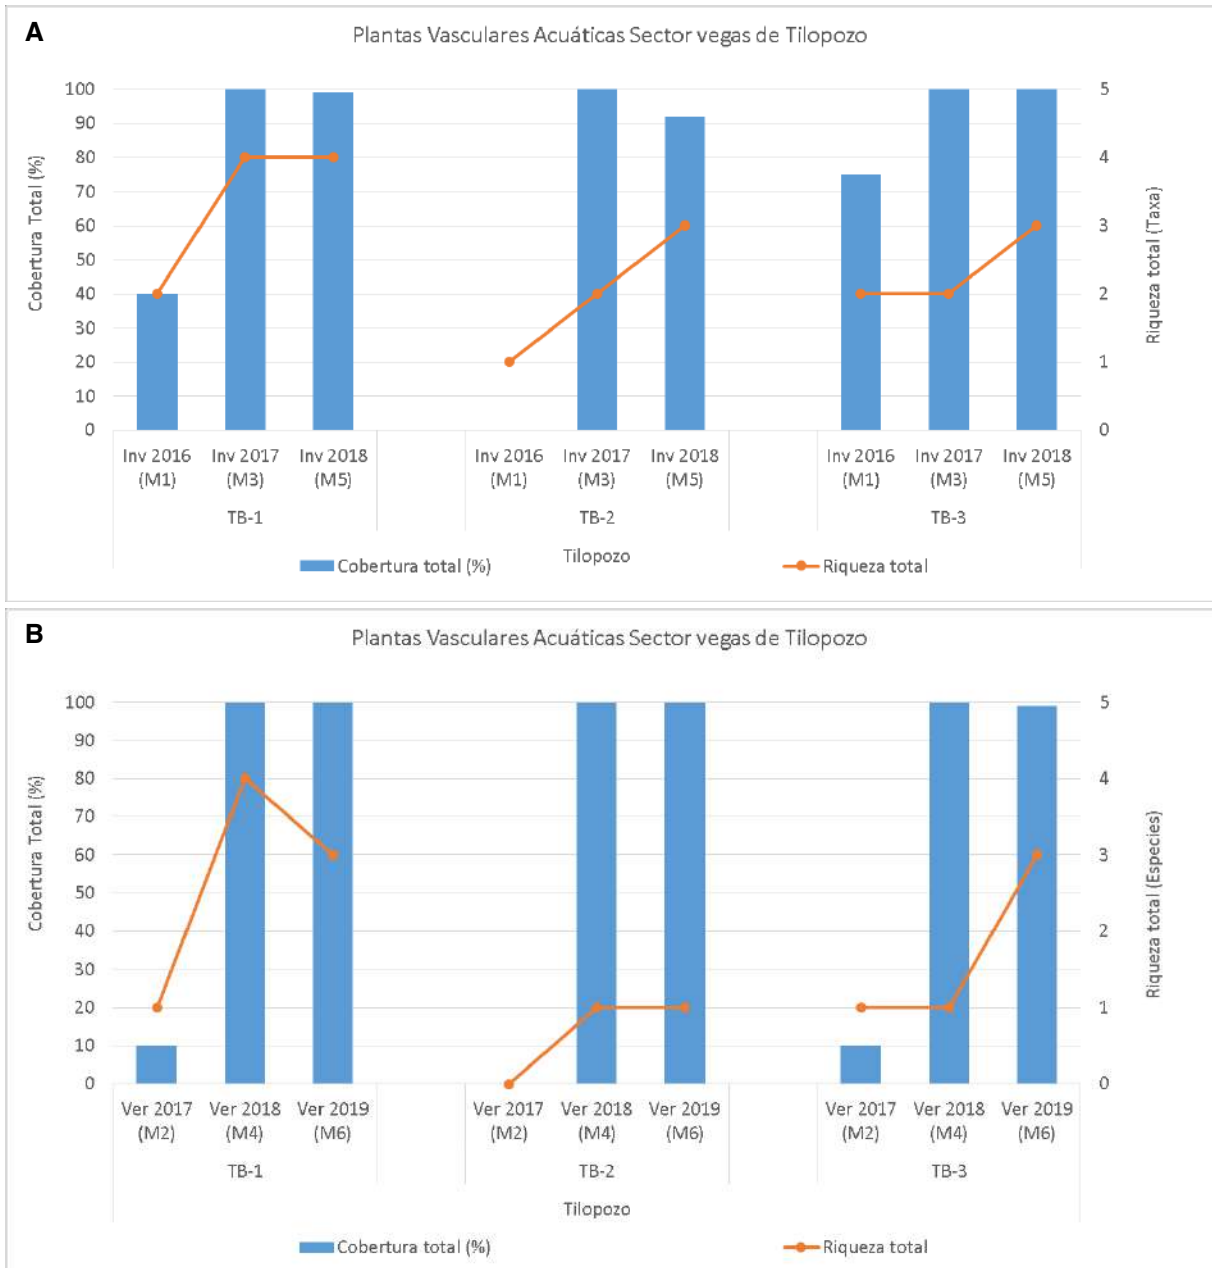 A
Plantas Vasculares Acuáticas Sector vegas de Tilopozo
Cobertura Total (%)
100
90
80
70
60
50
40
30
20
10
0
5
4
3
2
1
0
Riqueza total (Taxa)
Inv 2016 Inv 2017 Inv 2018 Inv 2016 Inv 2017 Inv 2018 Inv 2016 Inv 2017 Inv 2018
(M1) (M3) (M5) (M1) (M3) (M5) (M1) (M3) (M5)
TB-1 TB-2 TB-3
Tilopozo
Cobertura total (%) Riqueza total
B
Plantas Vasculares Acuáticas Sector vegas de Tilopozo
Cobertura Total (%)
100
90
80
70
60
50
40
30
20
10
0
5
4
3
2
1
0
Riqueza total (Especies)
Ver 2017 Ver 2018 Ver 2019 Ver 2017 Ver 2018 Ver 2019 Ver 2017 Ver 2018 Ver 2019
(M2) (M4) (M6) (M2) (M4) (M6) (M2) (M4) (M6)
TB-1 TB-2 TB-3
Tilopozo
Cobertura total (%) Riqueza total